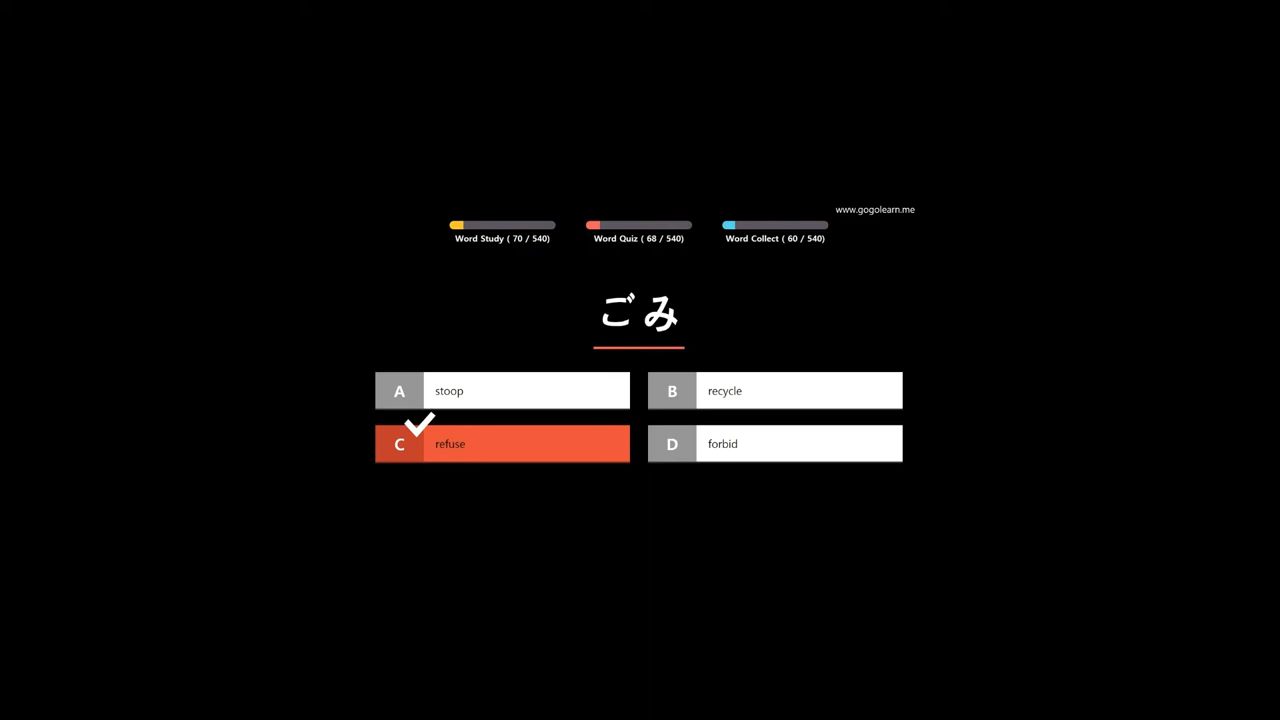 www.gogolearn.me
Word Study ( 70 / 540)
Word Quiz ( 68 / 540)
Word Collect ( 60 / 540)
ごみ
A stoop
B recycle
C refuse
D forbid